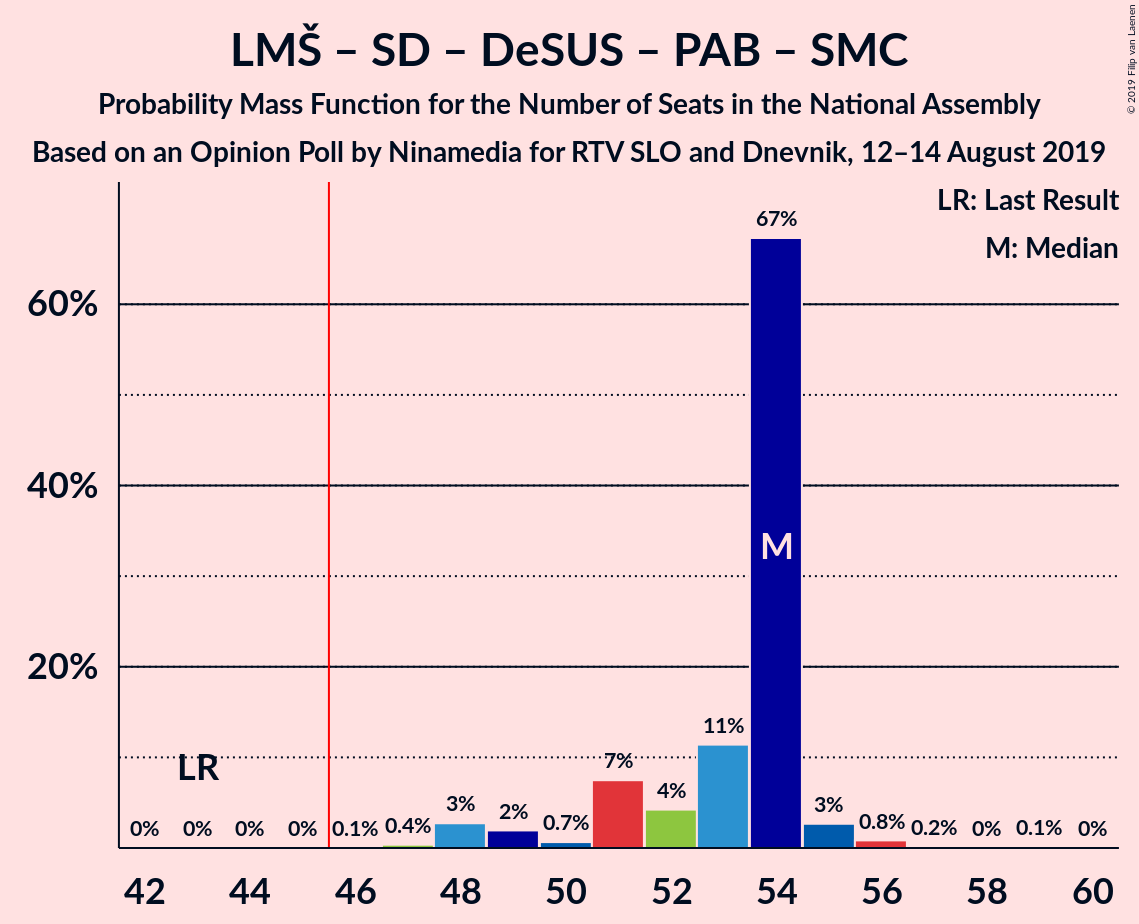 LMŠ – SD – DeSUS – PAB – SMC
Probability Mass Function for the Number of Seats in the National Assembly
Based on an Opinion Poll by Ninamedia for RTV SLO and Dnevnik, 12–14 August 2019
© 2019 Filip van Laenen
LR: Last Result
M: Median
67%
60%
M
40%
20%
11%
LR
7%
4%
3%
2%
3%
0% 0% 0% 0% 0.1% 0.4% 0.7% 0.8% 0.2% 0% 0.1% 0%
42 44 46 48 50 52 54 56 58 60